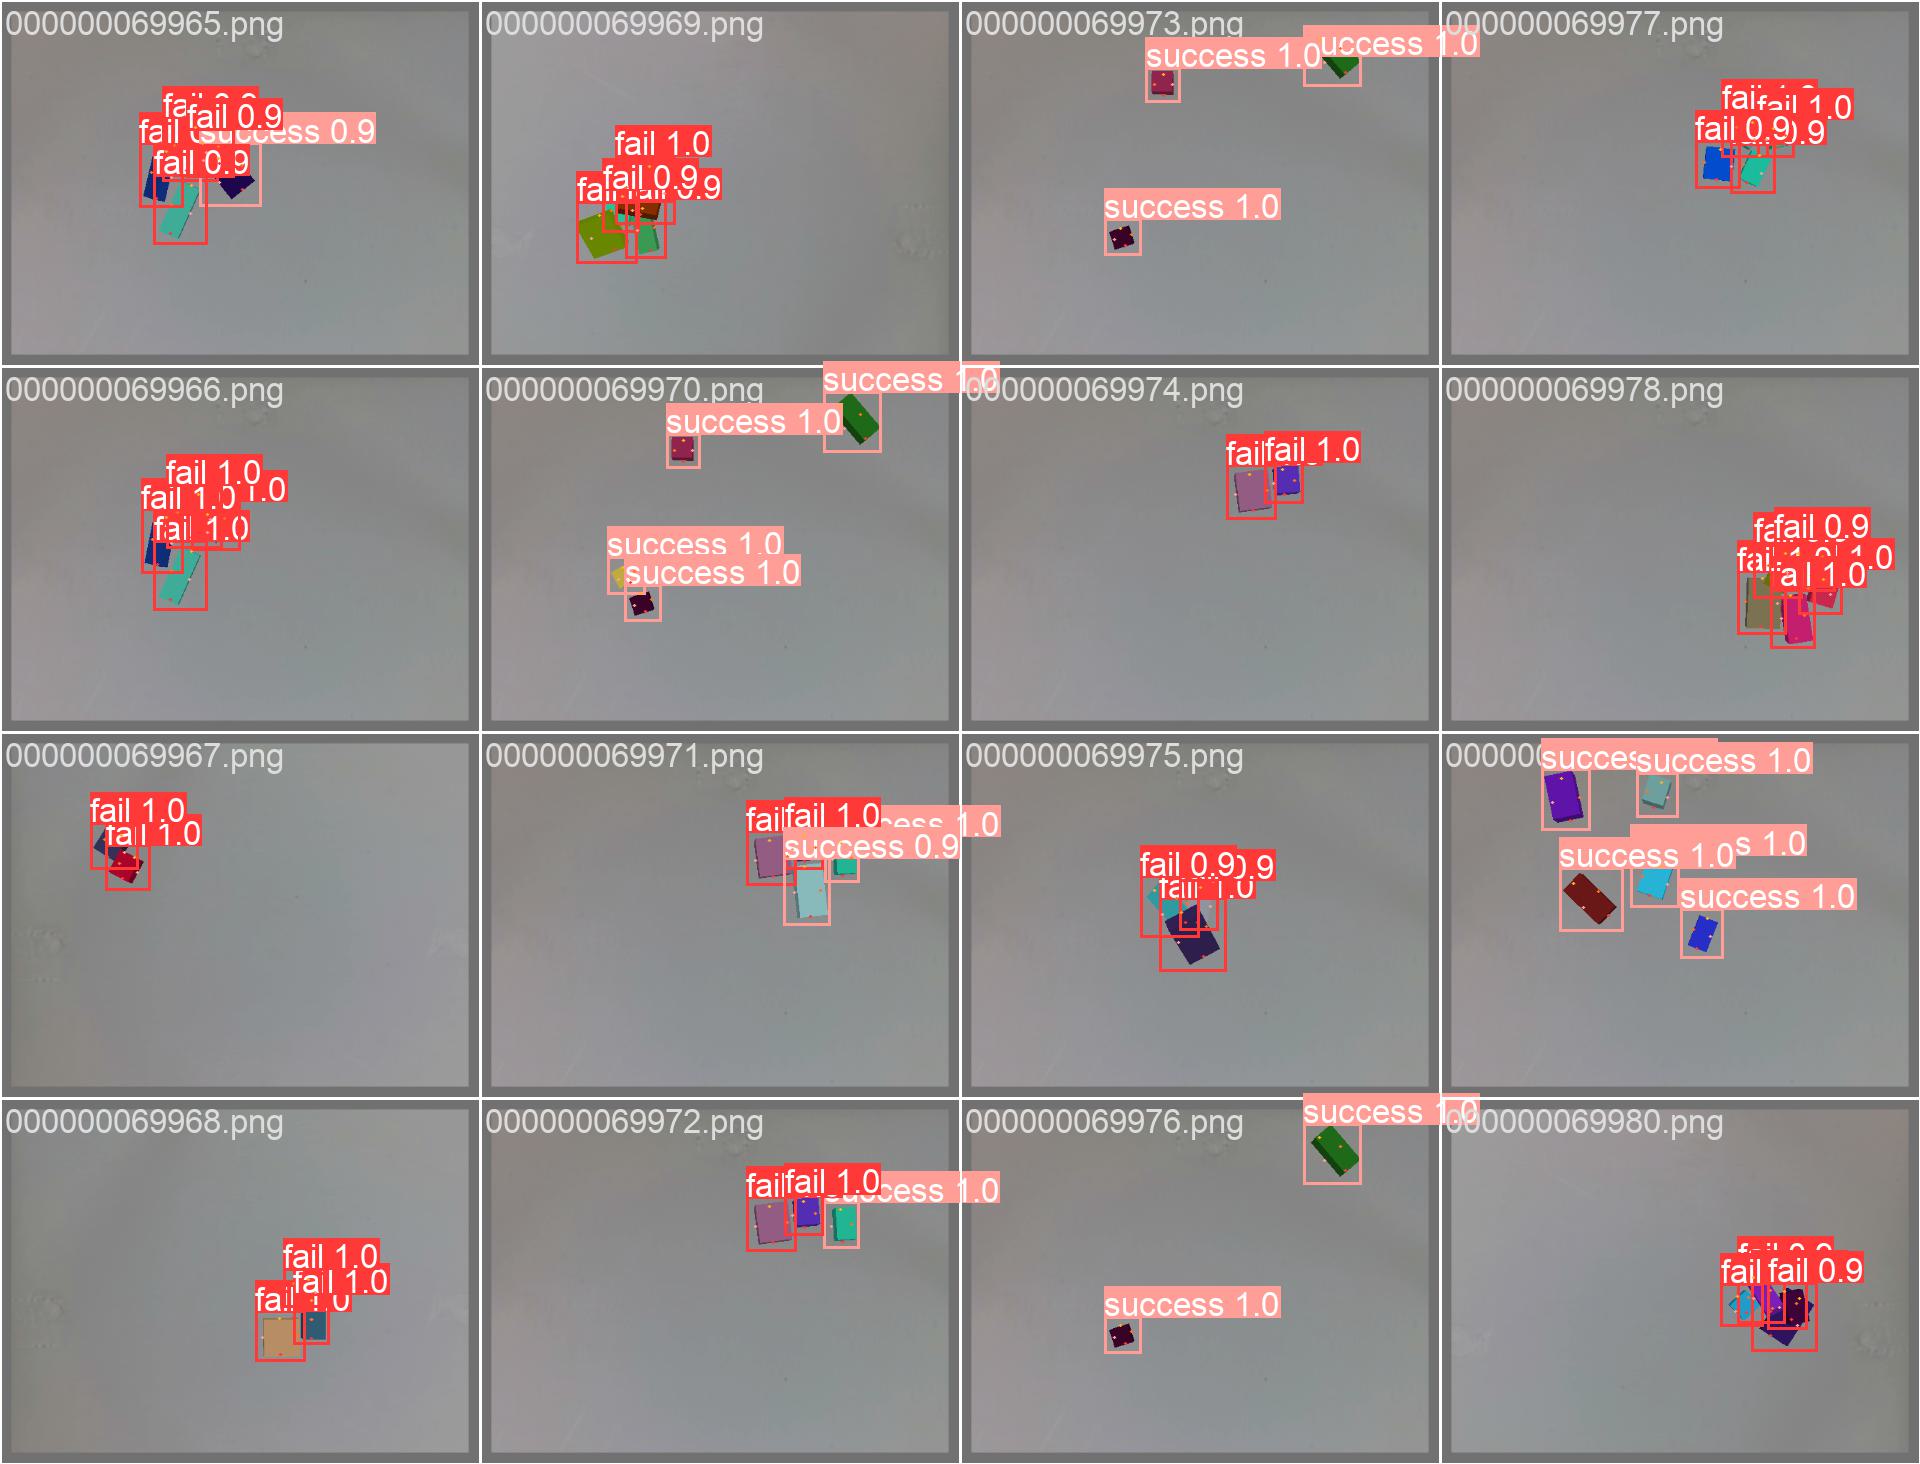 000000069965.png
fail 0.9
success 0.9
fail 0.9
000000069969.png
fail 1.0
fail 0.9
000000069973.png
success 1.0
success 1.0
success 1.0
000000069977.png
fail 1.0
fail 0.9
000000069966.png
fail 1.0
fail 1.0
fail 1.0
000000069970.png
success 1.0
success 1.0
success 1.0
success 1.0
000000069974.png
fail
fail 1.0
000000069978.png
fail 0.9
fail 1.0
000000069967.png
fail 1.0
fail 1.0
000000069971.png
fail
fail 1.0
success 0.9
000000069975.png
fail 0.9
fail 1.0
success 1.0
success 1.0
success 1.0
000000069968.png
fail 1.0
fail 1.0
000000069972.png
fail
fail 1.0
success 1.0
000000069976.png
success 1.0
success 1.0
000000069980.png
fail
fail 0.9